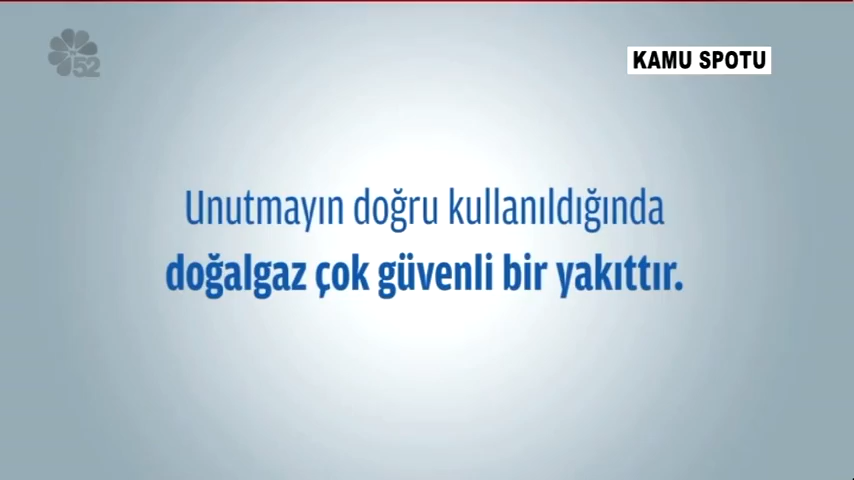 52
KAMU SPOTU
Unutmayın doğru kullanıldığında
doğalgaz çok güvenli bir yakıttır.